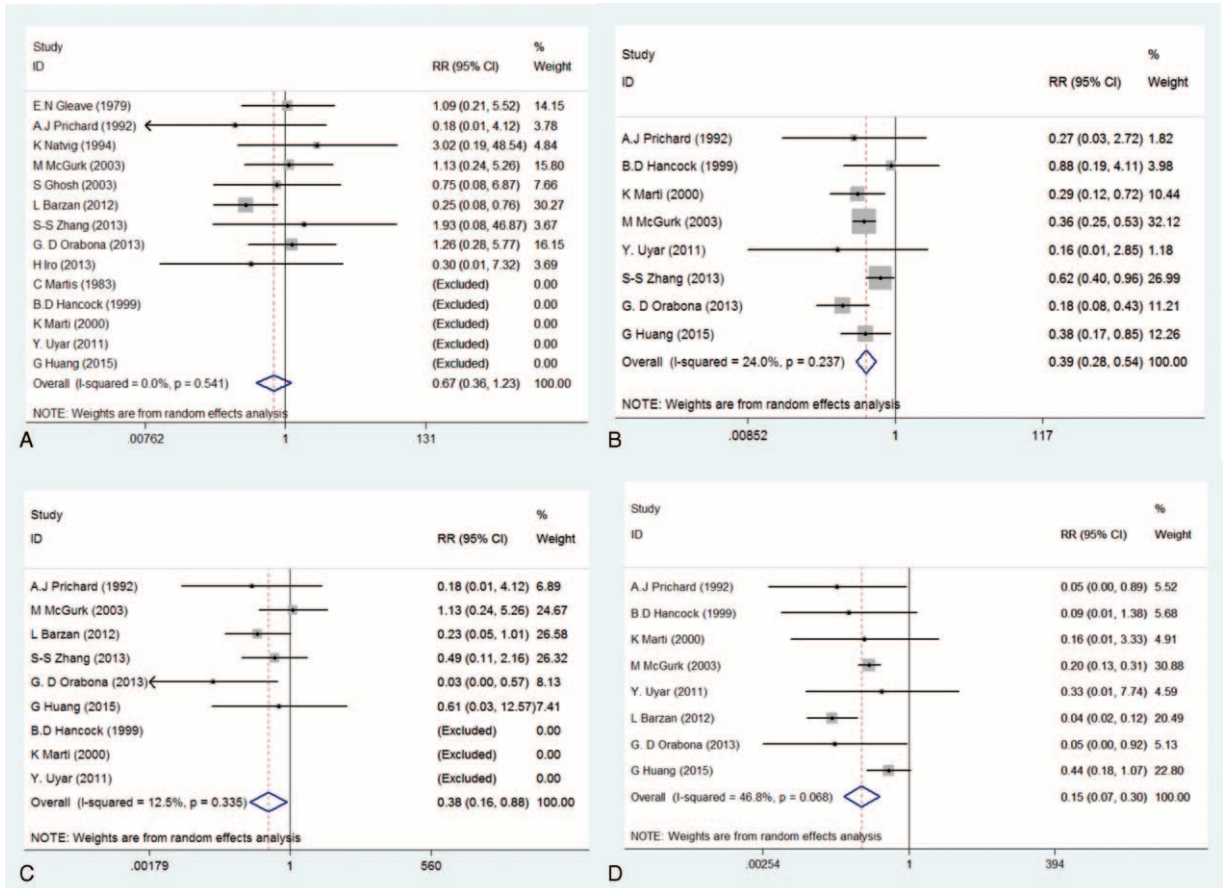 Study %
ID RR (95% CI) Weight
E.N Gleave (1979) 1.09 (0.21, 5.52) 14.15
A.J Prichard (1992) 0.18 (0.01, 4.12) 3.78
K Natvig (1994) 3.02 (0.19, 48.54) 4.84
M McGurk (2003) 1.13 (0.24, 5.26) 15.80
S Ghosh (2003) 0.75 (0.08, 6.87) 7.66
L Barzan (2012) 0.25 (0.08, 0.76) 30.27
S-S Zhang (2013) 1.93 (0.08, 46.87) 3.67
G. D Orabona (2013) 1.26 (0.28, 5.77) 16.15
H Iro (2013) 0.30 (0.01, 7.32) 3.69
C Martis (1983) (Excluded) 0.00
B.D Hancock (1999) (Excluded) 0.00
K Marti (2000) (Excluded) 0.00
Y. Uyar (2011) (Excluded) 0.00
G Huang (2015) (Excluded) 0.00
Overall (I-squared = 0.0%, p = 0.541) 0.67 (0.36, 1.23) 100.00
NOTE: Weights are from random effects analysis
.00762 1 131
A
Study %
ID RR (95% CI) Weight
A.J Prichard (1992) 0.27 (0.03, 2.72) 1.82
B.D Hancock (1999) 0.88 (0.19, 4.11) 3.98
K Marti (2000) 0.29 (0.12, 0.72) 10.44
M McGurk (2003) 0.36 (0.25, 0.53) 32.12
Y. Uyar (2011) 0.16 (0.01, 2.85) 1.18
S-S Zhang (2013) 0.62 (0.40, 0.96) 26.99
G. D Orabona (2013) 0.18 (0.08, 0.43) 11.21
G Huang (2015) 0.38 (0.17, 0.85) 12.26
Overall (I-squared = 24.0%, p = 0.237) 0.39 (0.28, 0.54) 100.00
NOTE: Weights are from random effects analysis
.00852 1 117
B
Study %
ID RR (95% CI) Weight
A.J Prichard (1992) 0.18 (0.01, 4.12) 6.89
M McGurk (2003) 1.13 (0.24, 5.26) 24.67
L Barzan (2012) 0.23 (0.05, 1.01) 26.58
S-S Zhang (2013) 0.49 (0.11, 2.16) 26.32
G. D Orabona (2013) 0.03 (0.00, 0.57) 8.13
G Huang (2015) 0.61 (0.03, 12.57) 7.41
B.D Hancock (1999) (Excluded) 0.00
K Marti (2000) (Excluded) 0.00
Y. Uyar (2011) (Excluded) 0.00
Overall (I-squared = 12.5%, p = 0.335) 0.38 (0.16, 0.88) 100.00
NOTE: Weights are from random effects analysis
.00179 1 560
C
Study %
ID RR (95% CI) Weight
A.J Prichard (1992) 0.05 (0.00, 0.89) 5.52
B.D Hancock (1999) 0.09 (0.01, 1.38) 5.68
K Marti (2000) 0.16 (0.01, 3.33) 4.91
M McGurk (2003) 0.20 (0.13, 0.31) 30.88
Y. Uyar (2011) 0.33 (0.01, 7.74) 4.59
L Barzan (2012) 0.04 (0.02, 0.12) 20.49
G. D Orabona (2013) 0.05 (0.00, 0.92) 5.13
G Huang (2015) 0.44 (0.18, 1.07) 22.80
Overall (I-squared = 46.8%, p = 0.068) 0.15 (0.07, 0.30) 100.00
NOTE: Weights are from random effects analysis
.00254 1 394
D